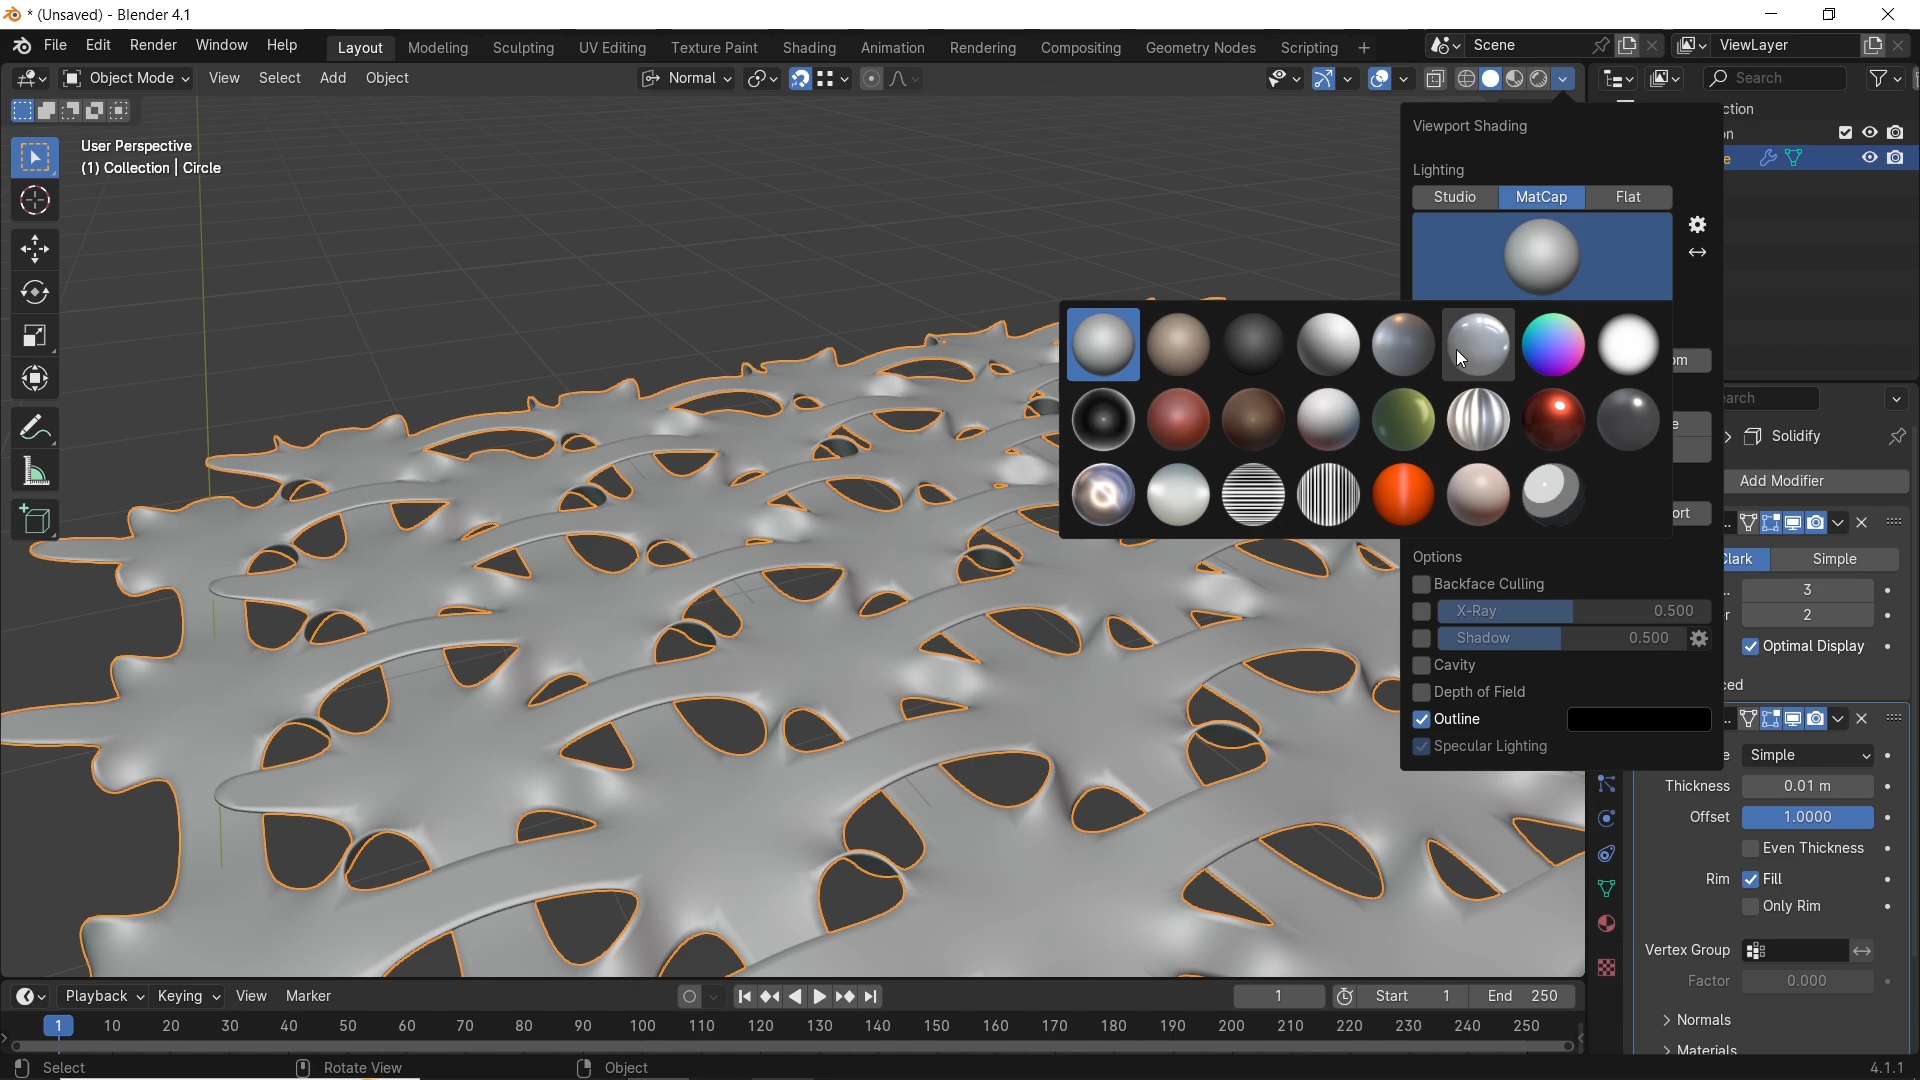 * (Unsaved) - Blender 4.1
File Edit Render Window Help Layout Modeling Sculpting UV Editing Texture Paint Shading Animation Rendering Compositing Geometry Nodes Scripting + Scene ViewLayer
Object Mode View Select Add Object Normal Search
User Perspective
(1) Collection | Circle
Viewport Shading
Lighting
Studio MatCap Flat
ction
n
e
om
arch
e
Solidify
Add Modifier
ort
Clark Simple
3
r 2
Optimal Display
ced
Options
Backface Culling
X-Ray 0.500
Shadow 0.500
Cavity
Depth of Field
Outline
Specular Lighting
e Simple
Thickness 0.01 m
Offset 1.0000
Even Thickness
Rim Fill
Only Rim
Vertex Group
Factor 0.000
Normals
Materials
Playback Keying View Marker 1 Start 1 End 250
1 10 20 30 40 50 60 70 80 90 100 110 120 130 140 150 160 170 180 190 200 210 220 230 240 250
Select Rotate View Object 4.1.1